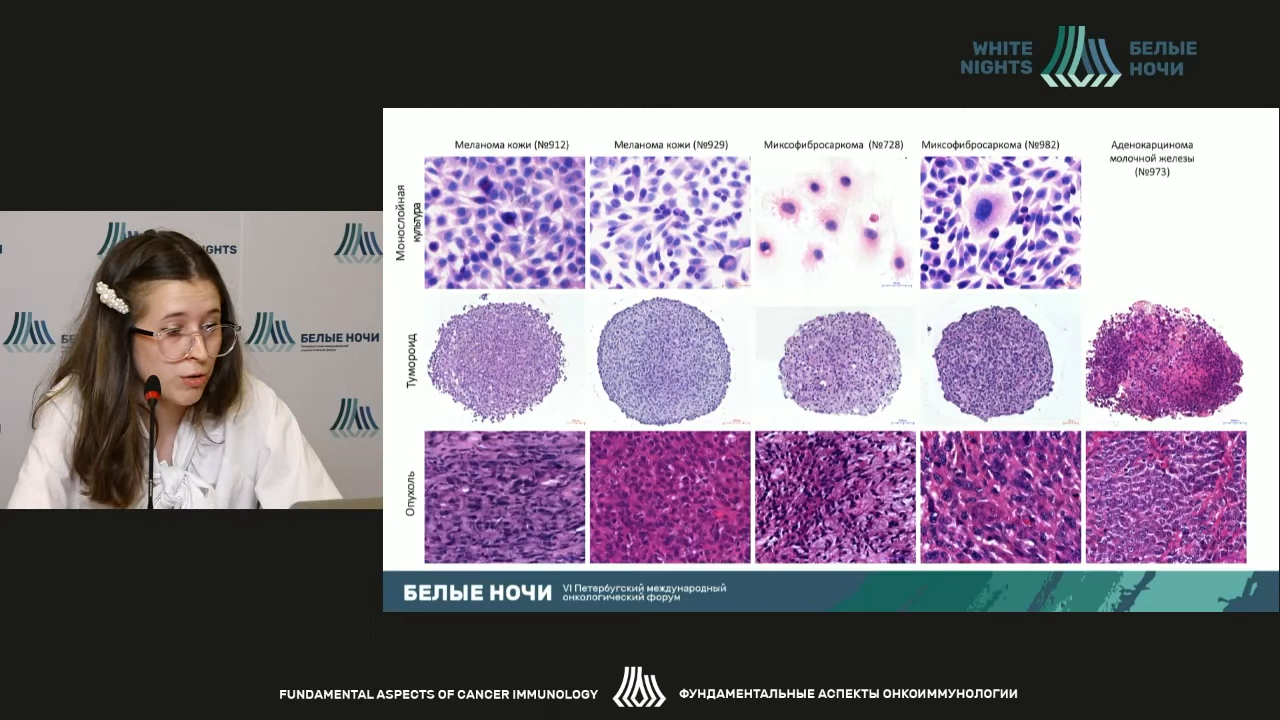 WHITE
NIGHTS
БЕЛЫЕ
НОЧИ
Меланома кожи (№912)
Меланома кожи (№929)
Миксофибросаркома (№728)
Миксофибросаркома (№982)
Аденокарцинома
молочной железы
(№973)
Монослойная
культура
Тумороид
Опухоль
NIGHTS
БЕЛЫЕ НОЧИ
БЕЛЫЕ НОЧИ
VI Петербугский международный
онкологический форум
FUNDAMENTAL ASPECTS OF CANCER IMMUNOLOGY
ФУНДАМЕНТАЛЬНЫЕ АСПЕКТЫ ОНКОИММУНОЛОГИИ